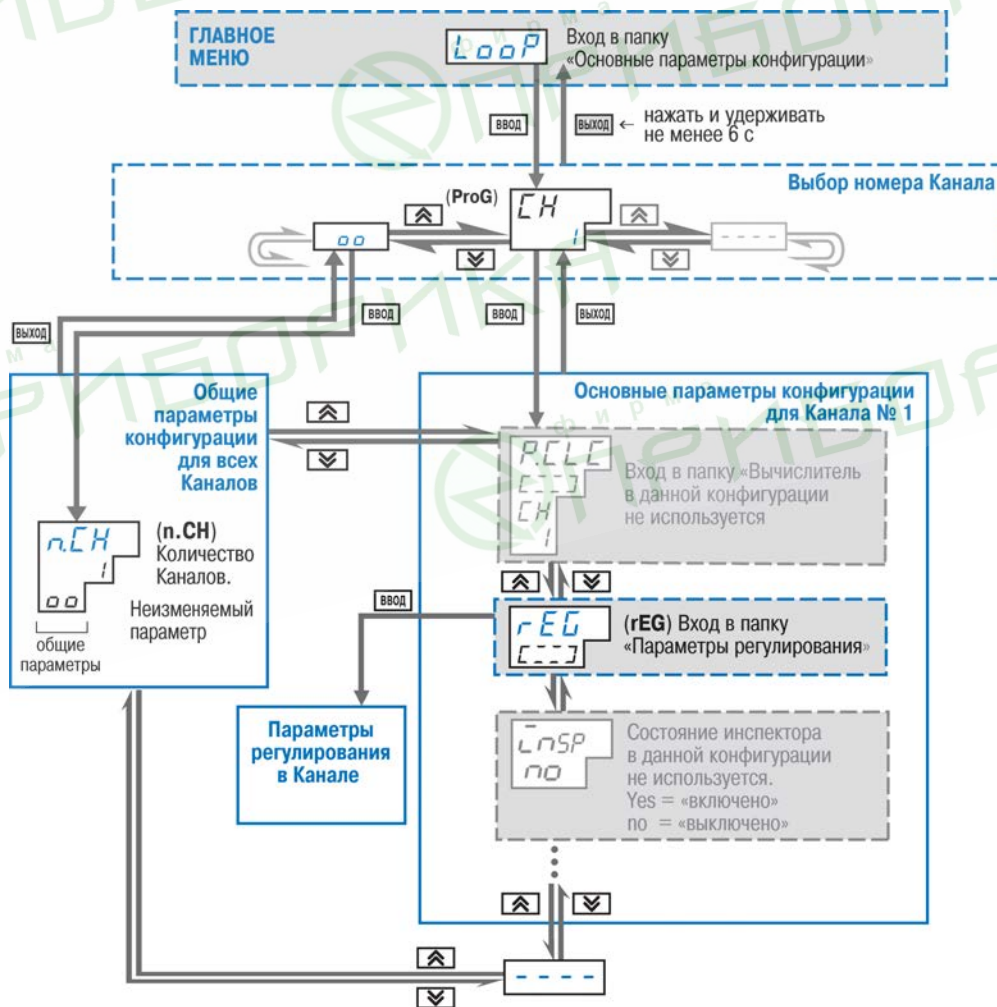 ГЛАВНОЕ
МЕНЮ
LooP
Вход в папку
«Основные параметры конфигурации»
ВВОД
ВЫХОД
← нажать и удерживать
не менее 6 с
Выбор номера Канала
(ProG)
CH
1
oo
- - - -
ВЫХОД
ВВОД
ВВОД
ВЫХОД
Общие
параметры
конфигурации
для всех
Каналов
n.CH
1
oo
общие
параметры
(n.CH)
Количество
Каналов.
Неизменяемый
параметр
Основные параметры конфигурации
для Канала № 1
P.CLC
[---]
CH
1
Вход в папку «Вычислитель
в данной конфигурации
не используется
ВВОД
rEG
[---]
(rEG) Вход в папку
«Параметры регулирования»
Параметры
регулирования
в Канале
inSP
no
Состояние инспектора
в данной конфигурации
не используется.
Yes = «включено»
no = «выключено»
- - - -
фирма
ПРИБОРИКА